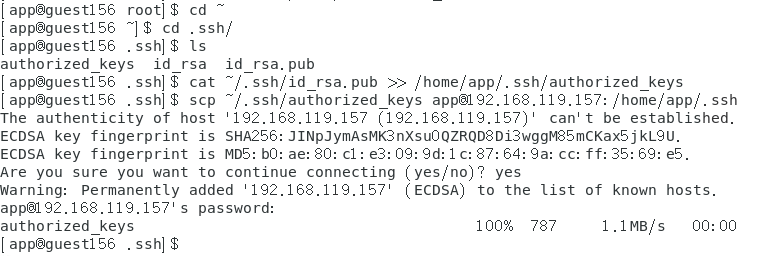 [app@guest156 root]$ cd ~
[app@guest156 ~]$ cd .ssh/
[app@guest156 .ssh]$ ls
authorized_keys  id_rsa  id_rsa.pub
[app@guest156 .ssh]$ cat ~/.ssh/id_rsa.pub >> /home/app/.ssh/authorized_keys
[app@guest156 .ssh]$ scp ~/.ssh/authorized_keys app@192.168.119.157:/home/app/.ssh
The authenticity of host '192.168.119.157 (192.168.119.157)' can't be established.
ECDSA key fingerprint is SHA256:JINpJymAsMK3nXsu0QZRQD8Di3wggM85mCKax5jkL9U.
ECDSA key fingerprint is MD5:b0:ae:80:c1:e3:09:9d:1c:87:64:9a:cc:ff:35:69:e5.
Are you sure you want to continue connecting (yes/no)? yes
Warning: Permanently added '192.168.119.157' (ECDSA) to the list of known hosts.
app@192.168.119.157's password:
authorized_keys                               100%  787     1.1MB/s   00:00
[app@guest156 .ssh]$